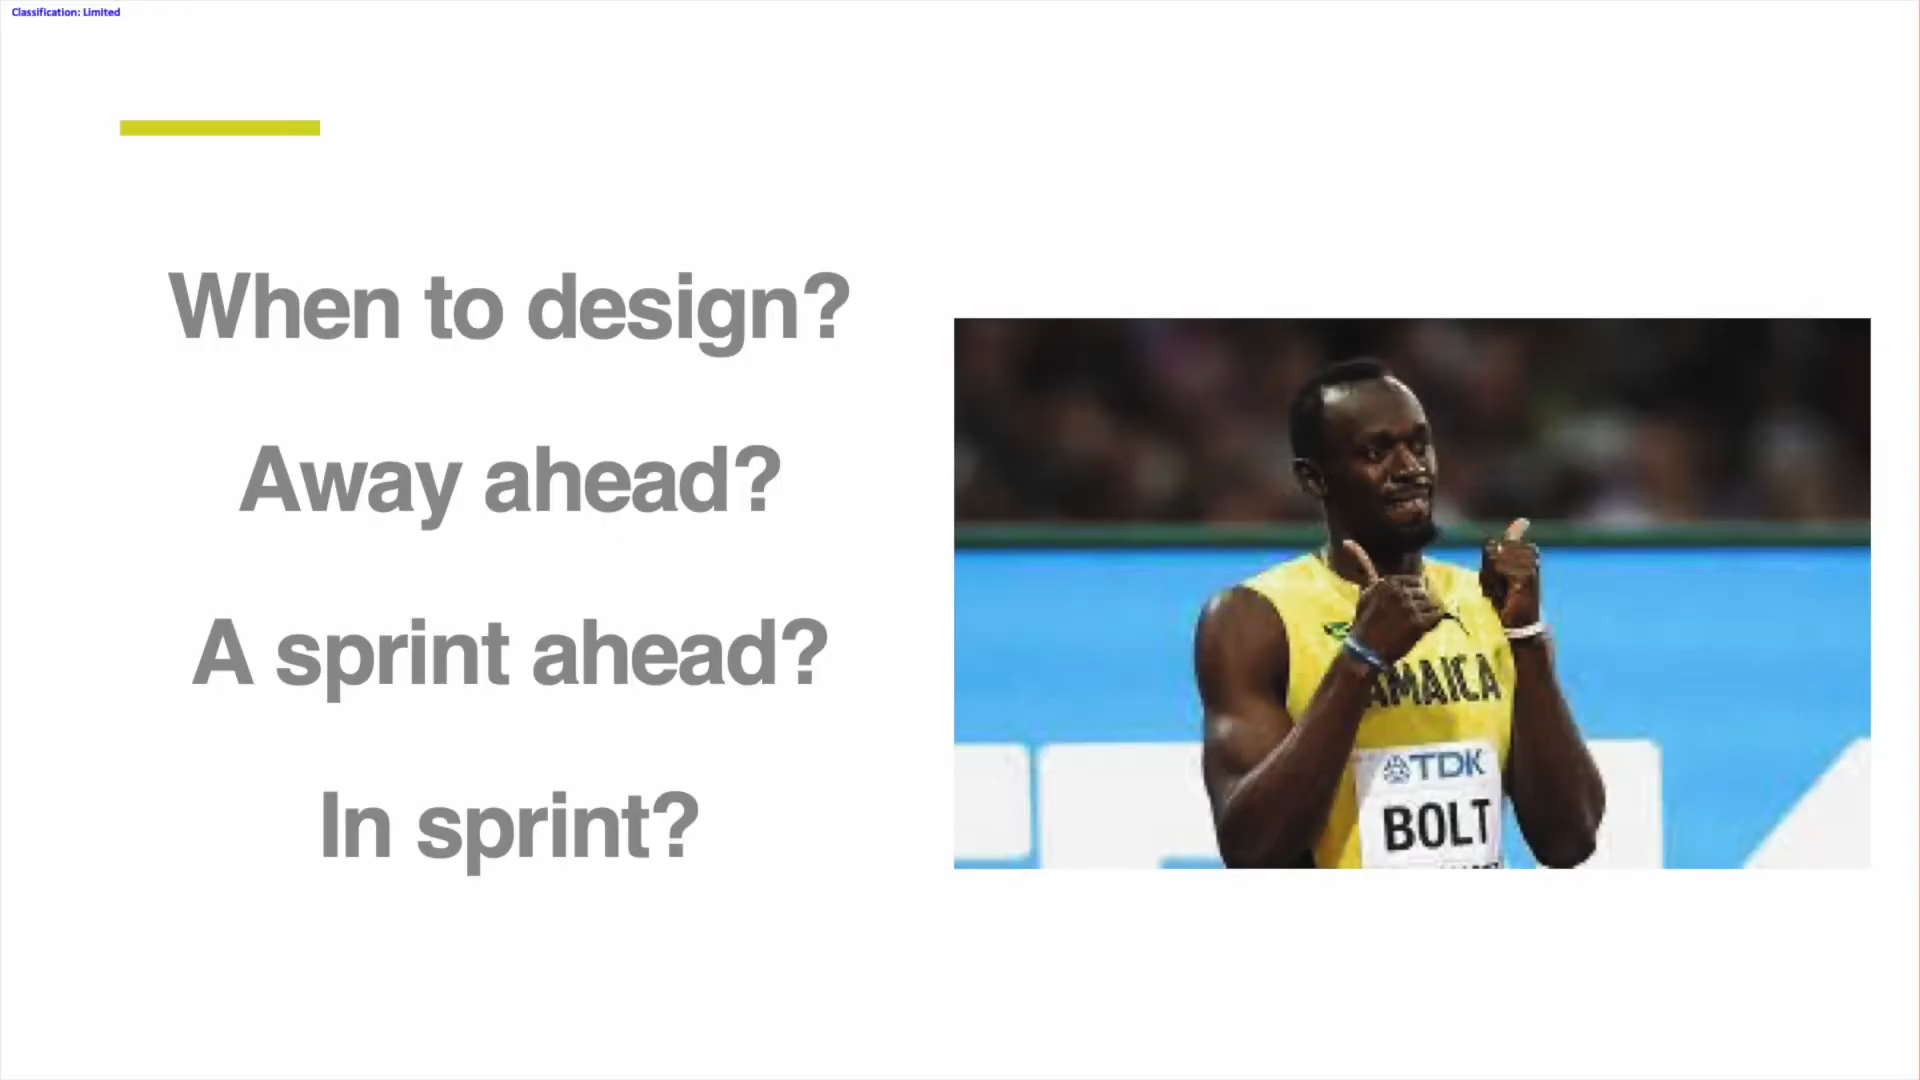 Classification: Limited
When to design?
Away ahead?
A sprint ahead?
In sprint?
AMAICA
TDK
BOLT